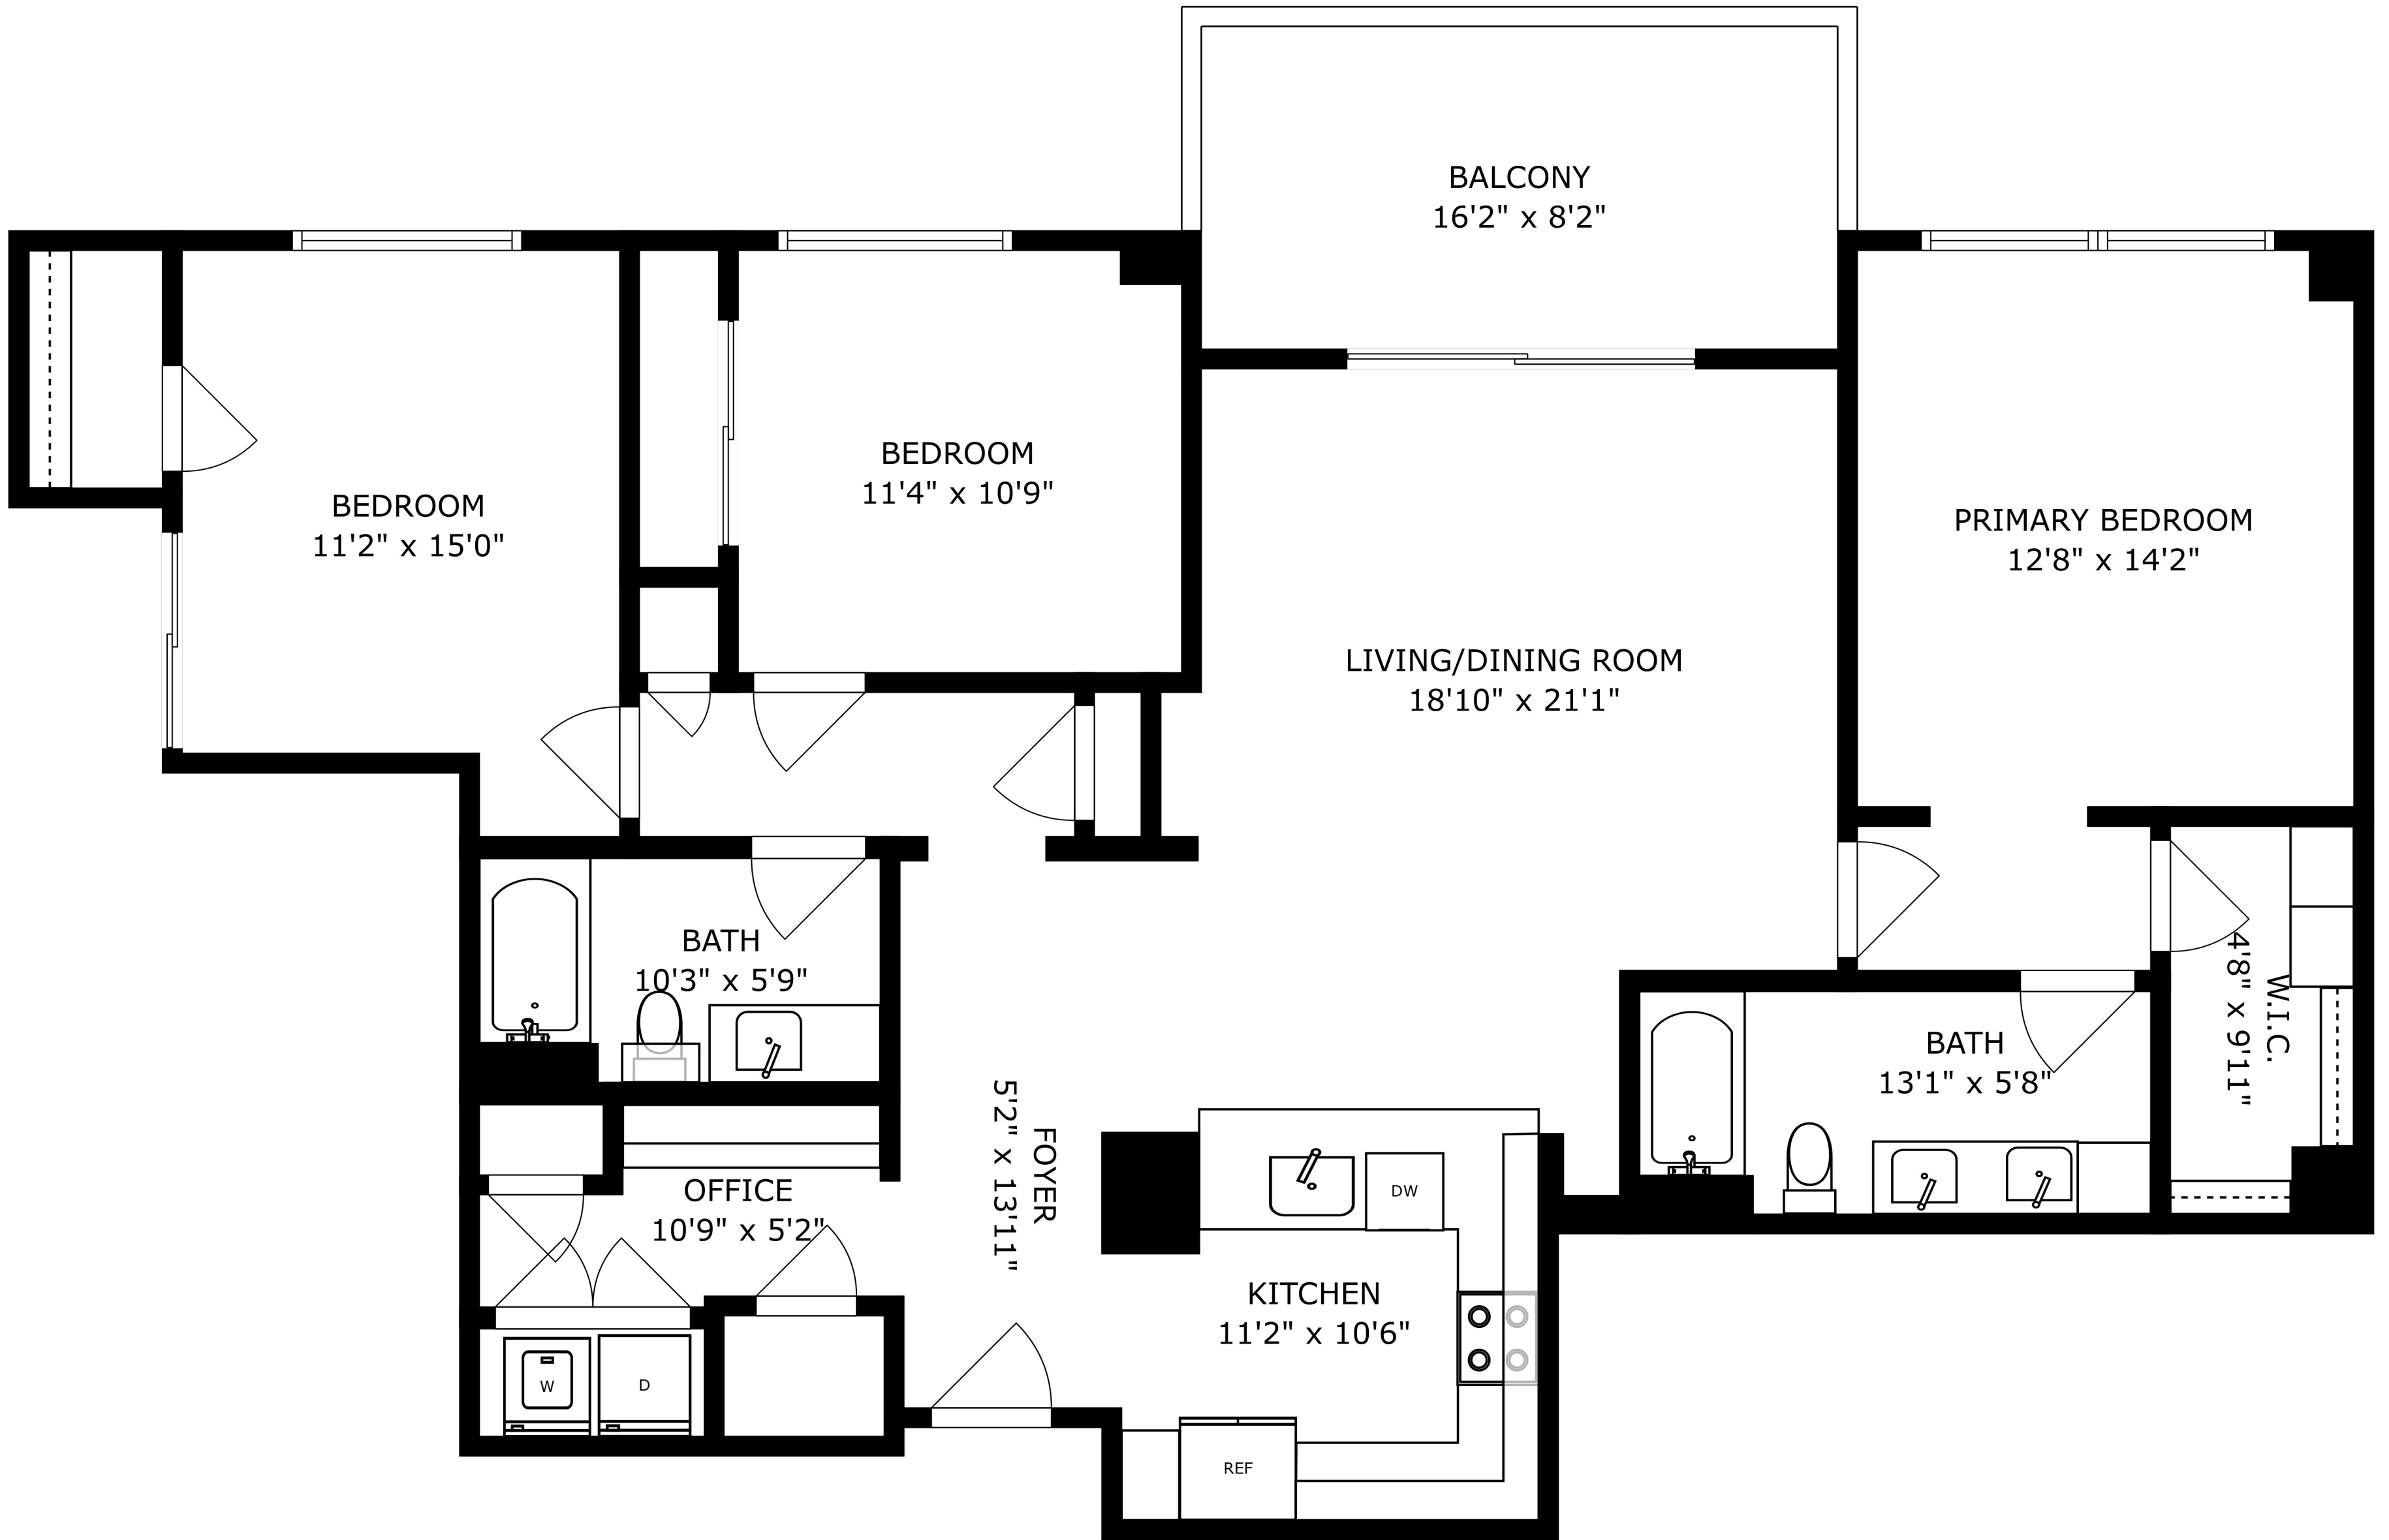 BALCONY
16'2" x 8'2"
BEDROOM
11'4" x 10'9"
BEDROOM
11'2" x 15'0"
PRIMARY BEDROOM
12'8" x 14'2"
LIVING/DINING ROOM
18'10" x 21'1"
BATH
10'3" x 5'9"
W.I.C.
4'8" x 9'11"
BATH
13'1" x 5'8"
FOYER
5'2" x 13'11"
OFFICE
10'9" x 5'2"
DW
KITCHEN
11'2" x 10'6"
W
D
REF